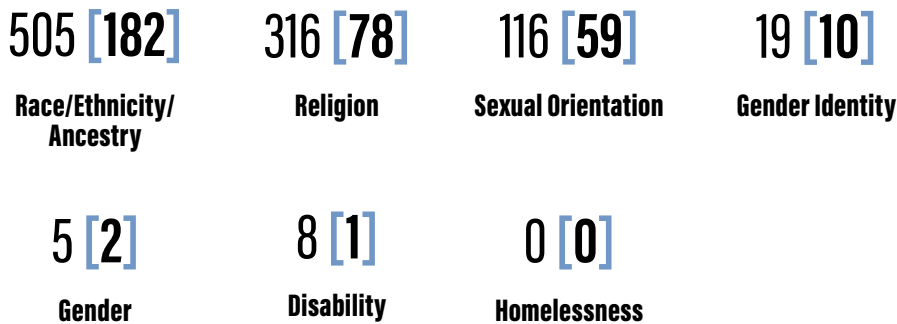 505 [182] 316 [78] 116 [59] 19 [10]
Race/Ethnicity/ Religion Sexual Orientation Gender Identity
Ancestry
5 [2] 8 [1] 0 [0]
Gender Disability Homelessness